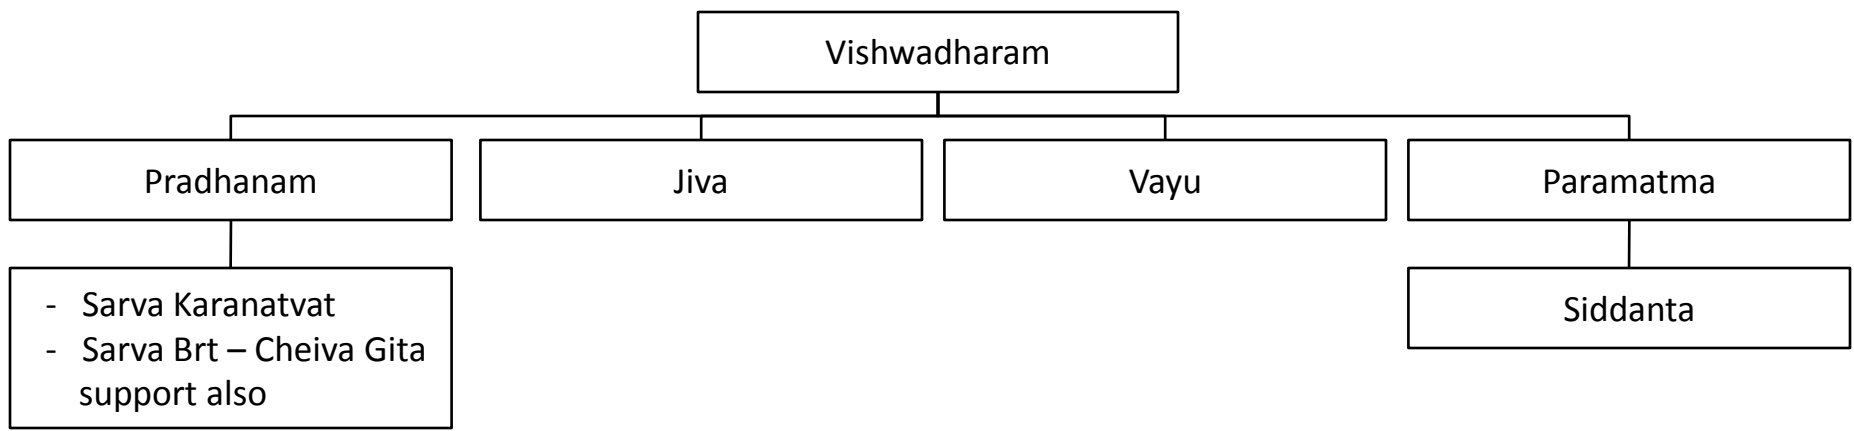 Vishwadharam
Pradhanam
Jiva
Vayu
Paramatma
- Sarva Karanatvat
- Sarva Brt – Cheiva Gita
support also
Siddanta